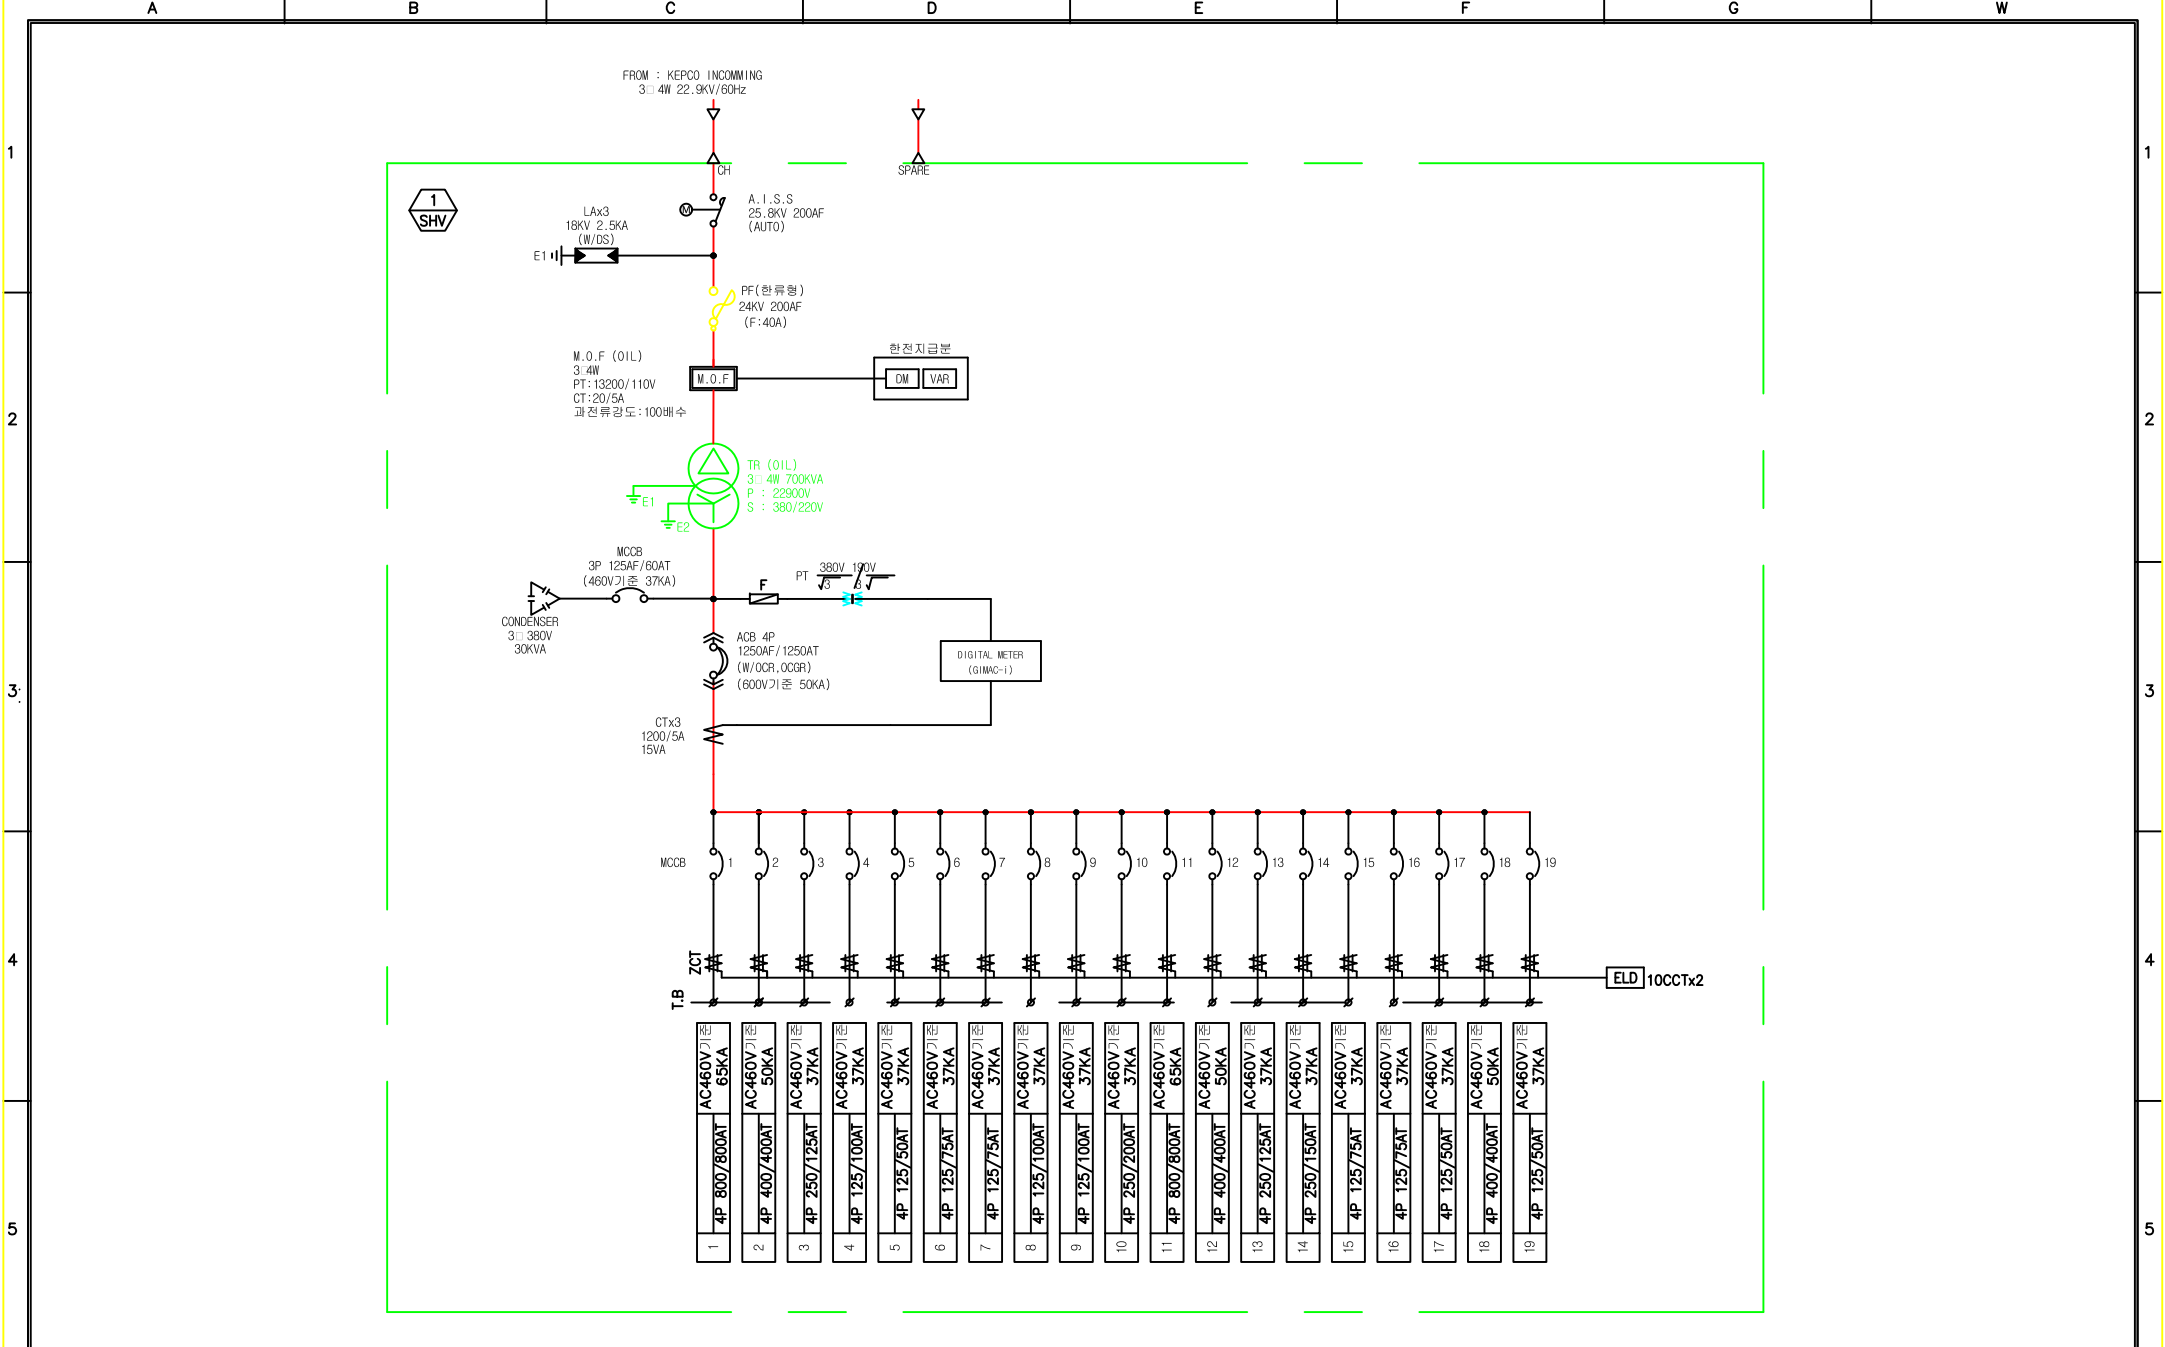 A B C D E F G W
FROM : KEPCO INCOMMING
3□ 4W 22.9KV/60Hz
1 1
CH
SPARE
1
SHV
A.I.S.S
25.8KV 200AF
(AUTO)
M
LAx3
18KV 2.5KA
(W/DS)
E1
PF(한류형)
24KV 200AF
(F:40A)
M.O.F (OIL)
3□4W
PT:13200/110V
CT:20/5A
과전류강도:100배수
M.O.F
한전지급분
DM VAR
2 2
TR (OIL)
3□ 4W 700KVA
P : 22900V
S : 380/220V
E1
E2
MCCB
3P 125AF/60AT
(460V기준 37KA)
F
PT 380V 190V
√3 / √3
CONDENSER
3□ 380V
30KVA
ACB 4P
1250AF/1250AT
(W/OCR,OCGR)
(600V기준 50KA)
DIGITAL METER
(GIMAC-i)
3 3
CTx3
1200/5A
15VA
MCCB 1 2 3 4 5 6 7 8 9 10 11 12 13 14 15 16 17 18 19
4 4
ZCT
ELD 10CCTx2
T.B
5 5
1 4P 800/800AT AC460V기준 65KA
2 4P 400/400AT AC460V기준 50KA
3 4P 250/125AT AC460V기준 37KA
4 4P 125/100AT AC460V기준 37KA
5 4P 125/50AT AC460V기준 37KA
6 4P 125/75AT AC460V기준 37KA
7 4P 125/75AT AC460V기준 37KA
8 4P 125/100AT AC460V기준 37KA
9 4P 125/100AT AC460V기준 37KA
10 4P 250/200AT AC460V기준 37KA
11 4P 800/800AT AC460V기준 65KA
12 4P 400/400AT AC460V기준 50KA
13 4P 250/125AT AC460V기준 37KA
14 4P 250/150AT AC460V기준 37KA
15 4P 125/75AT AC460V기준 37KA
16 4P 125/75AT AC460V기준 37KA
17 4P 125/50AT AC460V기준 37KA
18 4P 400/400AT AC460V기준 50KA
19 4P 125/50AT AC460V기준 37KA